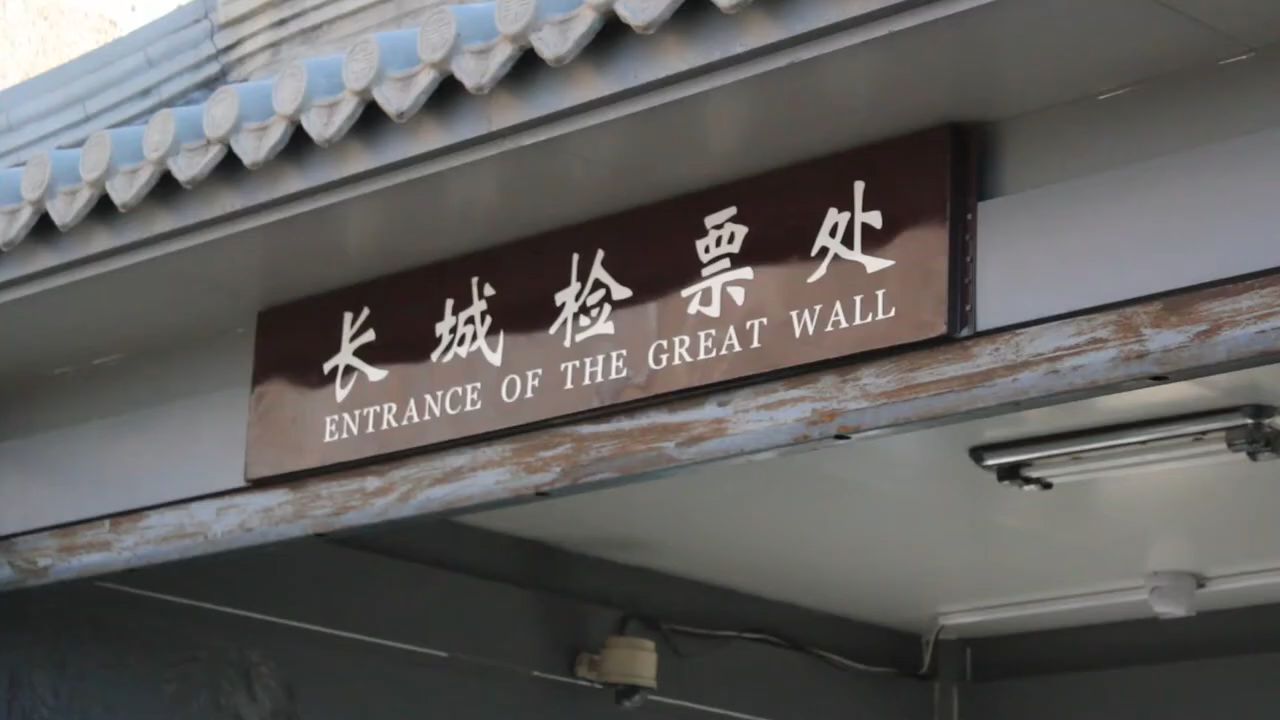 长城检票处
ENTRANCE OF THE GREAT WALL